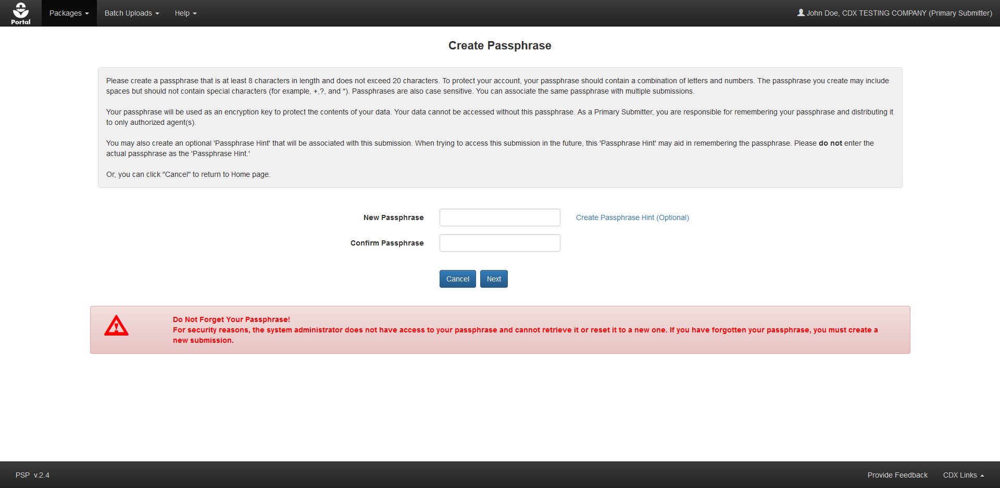 Portal
Packages
Batch Uploads
Help
John Doe, CDX TESTING COMPANY (Primary Submitter)
Create Passphrase
Please create a passphrase that is at least 8 characters in length and does not exceed 20 characters. To protect your account, your passphrase should contain a combination of letters and numbers. The passphrase you create may include
spaces but should not contain special characters (for example, +,?, and *). Passphrases are also case sensitive. You can associate the same passphrase with multiple submissions.
Your passphrase will be used as an encryption key to protect the contents of your data. Your data cannot be accessed without this passphrase. As a Primary Submitter, you are responsible for remembering your passphrase and distributing it
to only authorized agent(s).
You may also create an optional 'Passphrase Hint' that will be associated with this submission. When trying to access this submission in the future, this 'Passphrase Hint' may aid in remembering the passphrase. Please do not enter the
actual passphrase as the 'Passphrase Hint.'
Or, you can click "Cancel" to return to Home page.
New Passphrase
Create Passphrase Hint (Optional)
Confirm Passphrase
Cancel
Next
Do Not Forget Your Passphrase!
For security reasons, the system administrator does not have access to your passphrase and cannot retrieve it or reset it to a new one. If you have forgotten your passphrase, you must create a
new submission.
PSP v.2.4
Provide Feedback
CDX Links